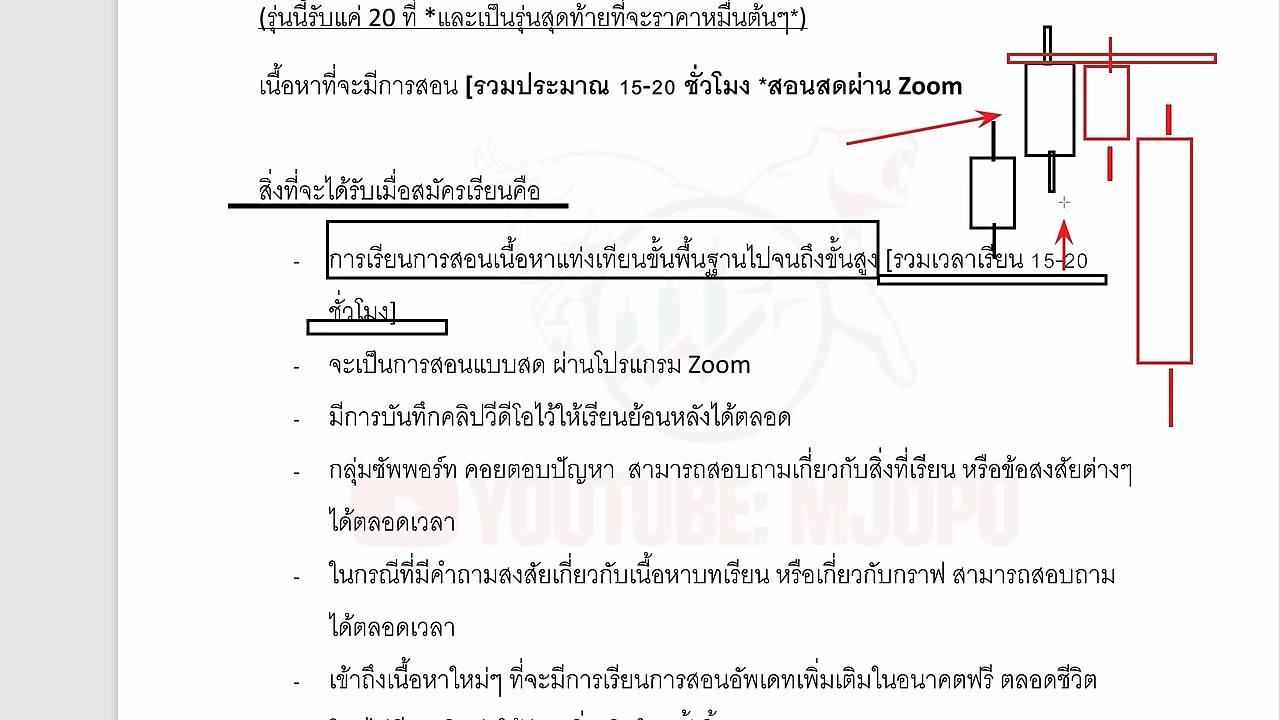 (รุ่นนี้รับแค่ 20 ที่ *และเป็นรุ่นสุดท้ายที่จะราคาหมื่นต้นๆ*)
เนื้อหาที่จะมีการสอน [รวมประมาณ 15-20 ชั่วโมง *สอนสดผ่าน Zoom
สิ่งที่จะได้รับเมื่อสมัครเรียนคือ
- การเรียนการสอนเนื้อหาแท่งเทียนขั้นพื้นฐานไปจนถึงขั้นสูง [รวมเวลาเรียน 15-20
ชั่วโมง]
- จะเป็นการสอนแบบสด ผ่านโปรแกรม Zoom
- มีการบันทึกคลิปวีดีโอไว้ให้เรียนย้อนหลังได้ตลอด
- กลุ่มซัพพอร์ท คอยตอบปัญหา สามารถสอบถามเกี่ยวกับสิ่งที่เรียน หรือข้อสงสัยต่างๆ
ได้ตลอดเวลา
YOUTUBE: MJOPU
- ในกรณีที่มีคำถามสงสัยเกี่ยวกับเนื้อหาบทเรียน หรือเกี่ยวกับกราฟ สามารถสอบถาม
ได้ตลอดเวลา
- เข้าถึงเนื้อหาใหม่ๆ ที่จะมีการเรียนการสอนอัพเดทเพิ่มเติมในอนาคตฟรี ตลอดชีวิต